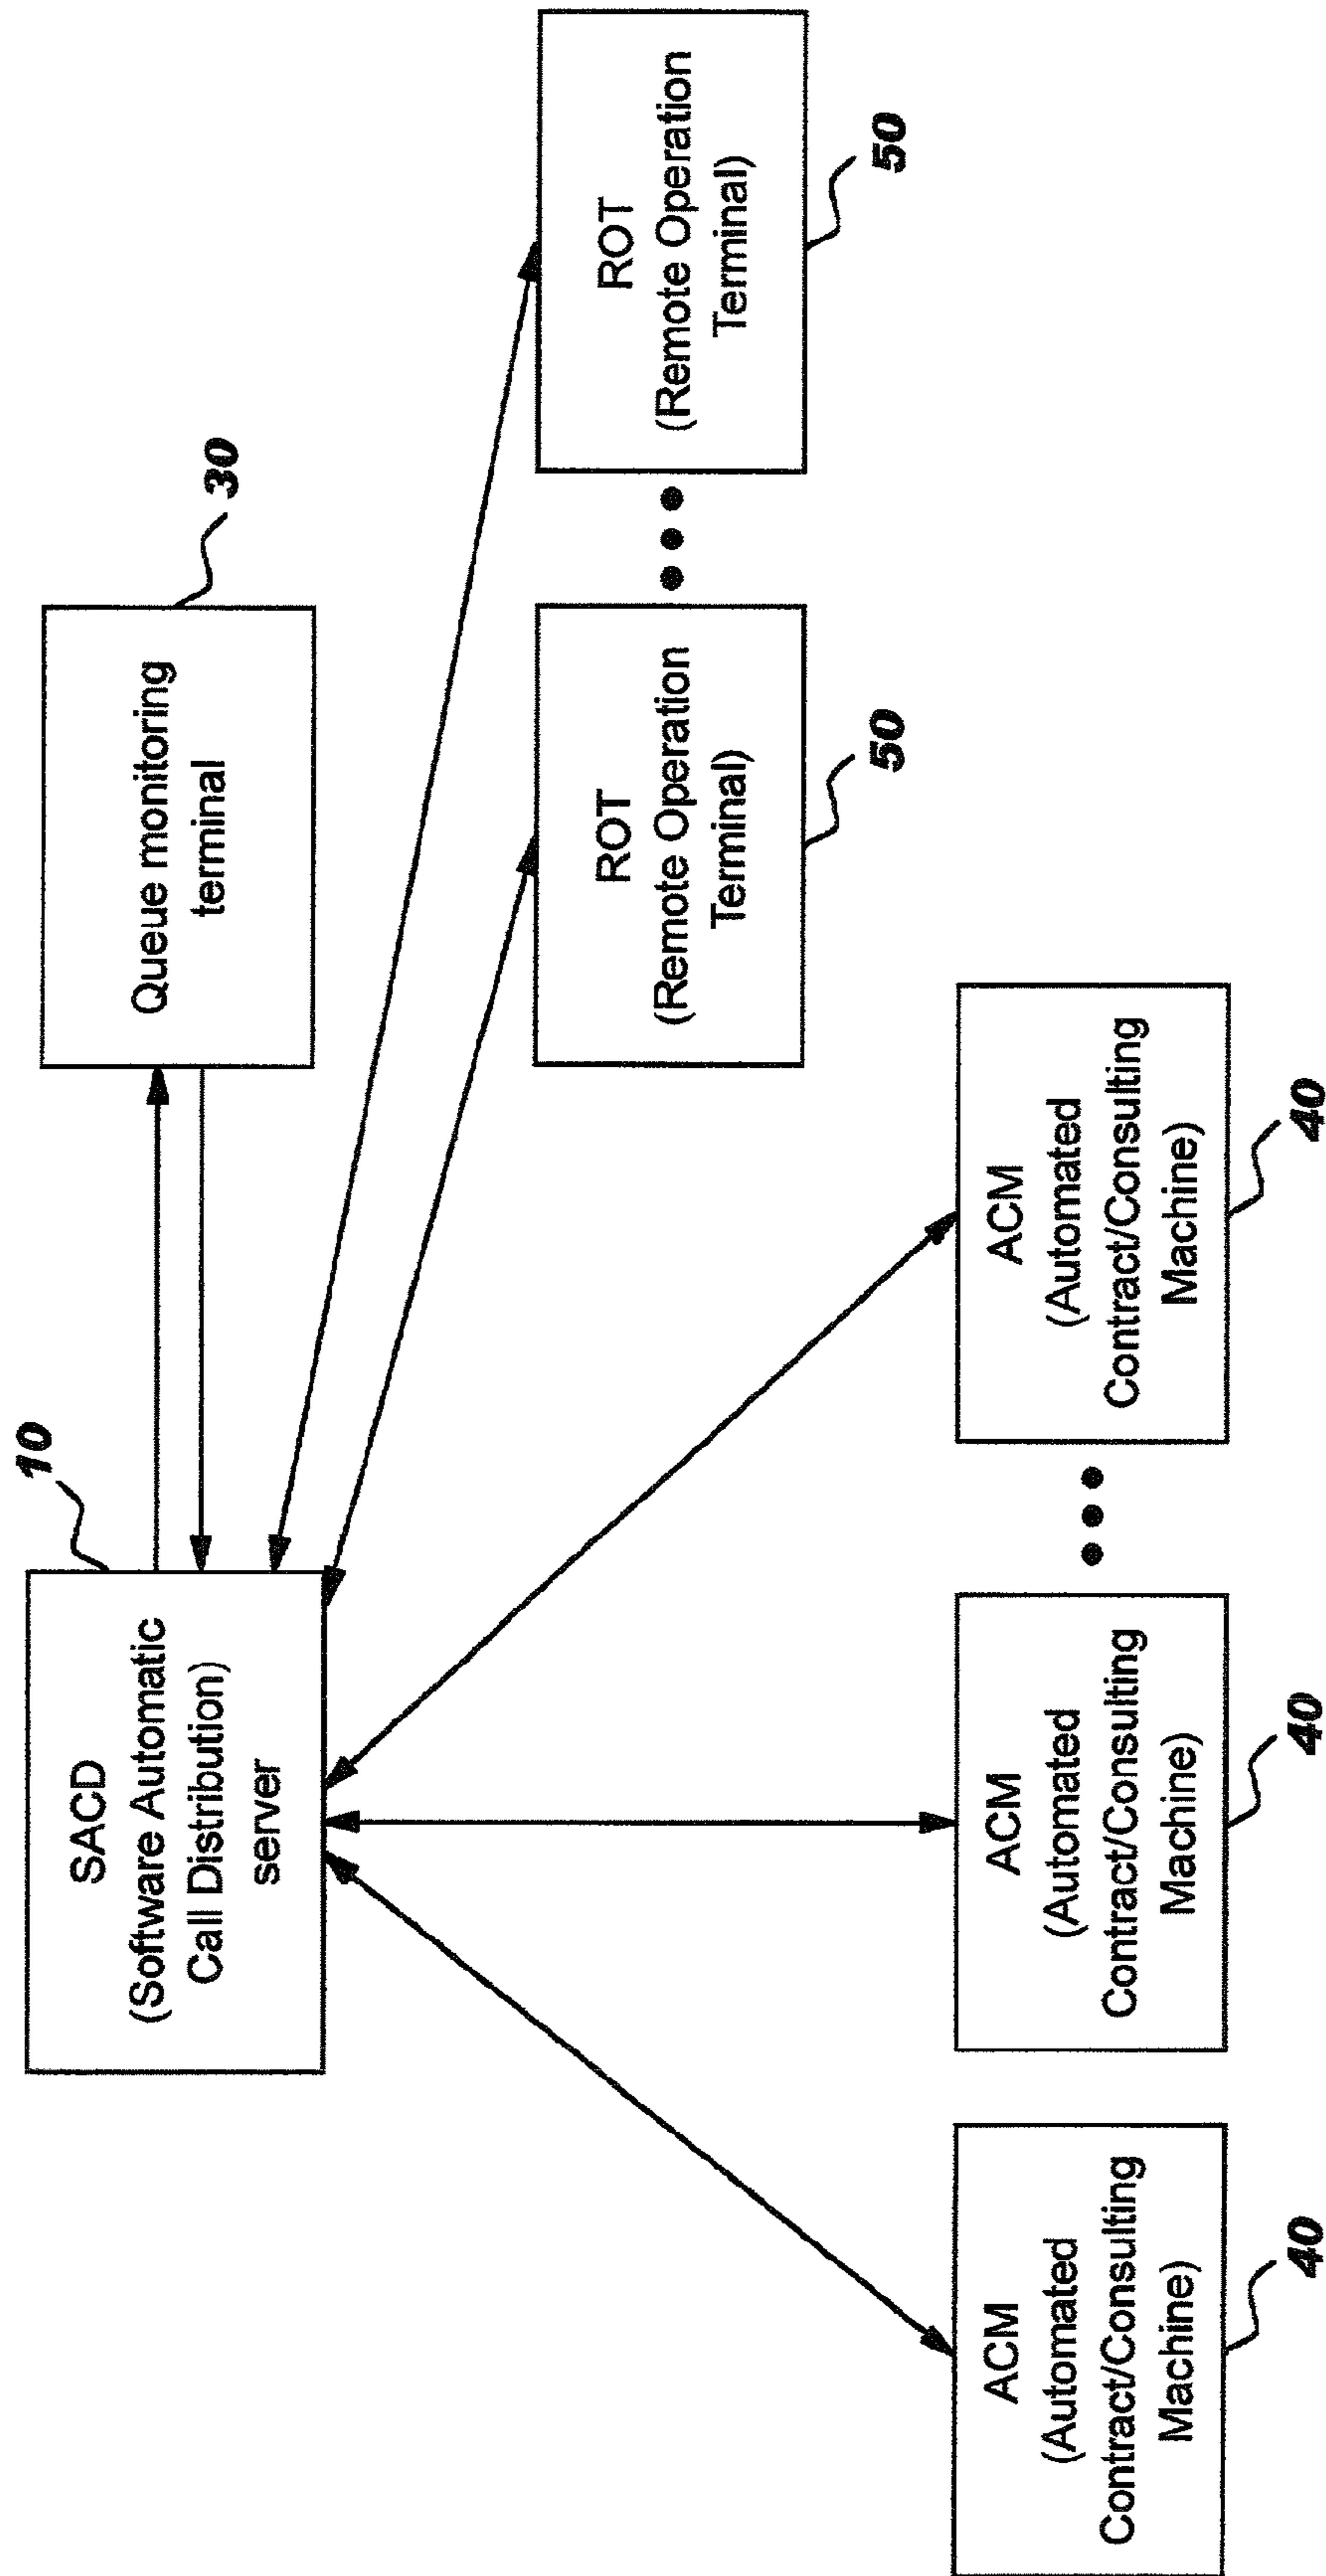 10
SACD
(Software Automatic
Call Distribution)
server
30
Queue monitoring
terminal
ROT
(Remote Operation
Terminal)
50
ROT
(Remote Operation
Terminal)
50
ACM
(Automated
Contract/Consulting
Machine)
40
ACM
(Automated
Contract/Consulting
Machine)
40
ACM
(Automated
Contract/Consulting
Machine)
40